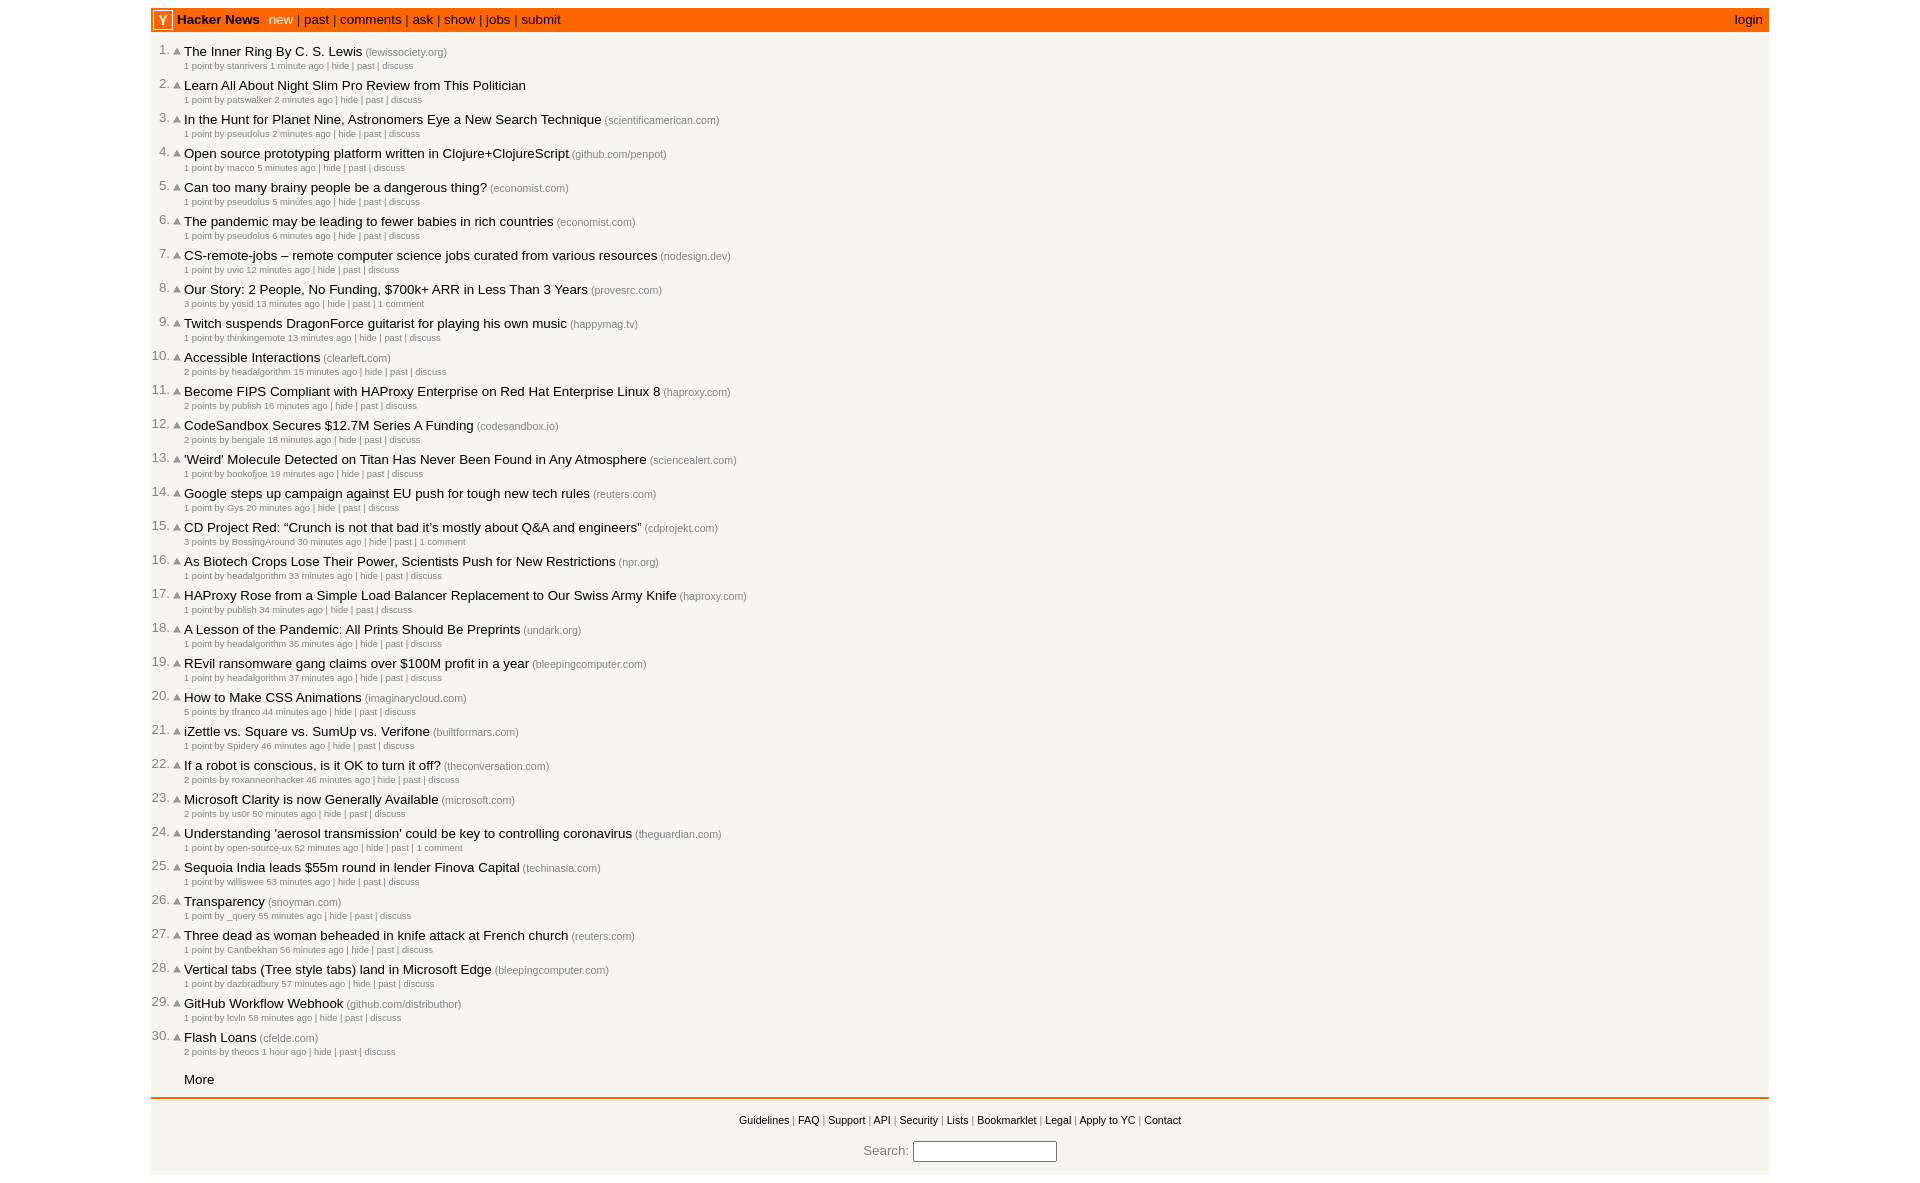 Y Hacker News new | past | comments | ask | show | jobs | submit login
1. The Inner Ring By C. S. Lewis (lewissociety.org)
1 point by stanrivers 1 minute ago | hide | past | discuss
2. Learn All About Night Slim Pro Review from This Politician
1 point by patswalker 2 minutes ago | hide | past | discuss
3. In the Hunt for Planet Nine, Astronomers Eye a New Search Technique (scientificamerican.com)
1 point by pseudolus 2 minutes ago | hide | past | discuss
4. Open source prototyping platform written in Clojure+ClojureScript (github.com/penpot)
1 point by macco 5 minutes ago | hide | past | discuss
5. Can too many brainy people be a dangerous thing? (economist.com)
1 point by pseudolus 5 minutes ago | hide | past | discuss
6. The pandemic may be leading to fewer babies in rich countries (economist.com)
1 point by pseudolus 6 minutes ago | hide | past | discuss
7. CS-remote-jobs – remote computer science jobs curated from various resources (nodesign.dev)
1 point by uvic 12 minutes ago | hide | past | discuss
8. Our Story: 2 People, No Funding, $700k+ ARR in Less Than 3 Years (provesrc.com)
3 points by yosid 13 minutes ago | hide | past | 1 comment
9. Twitch suspends DragonForce guitarist for playing his own music (happymag.tv)
1 point by thinkingemote 13 minutes ago | hide | past | discuss
10. Accessible Interactions (clearleft.com)
2 points by headalgorithm 15 minutes ago | hide | past | discuss
11. Become FIPS Compliant with HAProxy Enterprise on Red Hat Enterprise Linux 8 (haproxy.com)
2 points by publish 16 minutes ago | hide | past | discuss
12. CodeSandbox Secures $12.7M Series A Funding (codesandbox.io)
2 points by bengale 18 minutes ago | hide | past | discuss
13. 'Weird' Molecule Detected on Titan Has Never Been Found in Any Atmosphere (sciencealert.com)
1 point by bookofjoe 19 minutes ago | hide | past | discuss
14. Google steps up campaign against EU push for tough new tech rules (reuters.com)
1 point by Gys 20 minutes ago | hide | past | discuss
15. CD Project Red: “Crunch is not that bad it’s mostly about Q&A and engineers” (cdprojekt.com)
3 points by BossingAround 30 minutes ago | hide | past | 1 comment
16. As Biotech Crops Lose Their Power, Scientists Push for New Restrictions (npr.org)
1 point by headalgorithm 33 minutes ago | hide | past | discuss
17. HAProxy Rose from a Simple Load Balancer Replacement to Our Swiss Army Knife (haproxy.com)
1 point by publish 34 minutes ago | hide | past | discuss
18. A Lesson of the Pandemic: All Prints Should Be Preprints (undark.org)
1 point by headalgorithm 35 minutes ago | hide | past | discuss
19. REvil ransomware gang claims over $100M profit in a year (bleepingcomputer.com)
1 point by headalgorithm 37 minutes ago | hide | past | discuss
20. How to Make CSS Animations (imaginarycloud.com)
5 points by tfranco 44 minutes ago | hide | past | discuss
21. iZettle vs. Square vs. SumUp vs. Verifone (builtformars.com)
1 point by Spidery 46 minutes ago | hide | past | discuss
22. If a robot is conscious, is it OK to turn it off? (theconversation.com)
2 points by roxanneonhacker 46 minutes ago | hide | past | discuss
23. Microsoft Clarity is now Generally Available (microsoft.com)
2 points by us0r 50 minutes ago | hide | past | discuss
24. Understanding 'aerosol transmission' could be key to controlling coronavirus (theguardian.com)
1 point by open-source-ux 52 minutes ago | hide | past | 1 comment
25. Sequoia India leads $55m round in lender Finova Capital (techinasia.com)
1 point by williswee 53 minutes ago | hide | past | discuss
26. Transparency (snoyman.com)
1 point by _query 55 minutes ago | hide | past | discuss
27. Three dead as woman beheaded in knife attack at French church (reuters.com)
1 point by Cantbekhan 56 minutes ago | hide | past | discuss
28. Vertical tabs (Tree style tabs) land in Microsoft Edge (bleepingcomputer.com)
1 point by dazbradbury 57 minutes ago | hide | past | discuss
29. GitHub Workflow Webhook (github.com/distributhor)
1 point by lcvln 58 minutes ago | hide | past | discuss
30. Flash Loans (cfelde.com)
2 points by theocs 1 hour ago | hide | past | discuss
More
Guidelines | FAQ | Support | API | Security | Lists | Bookmarklet | Legal | Apply to YC | Contact
Search: